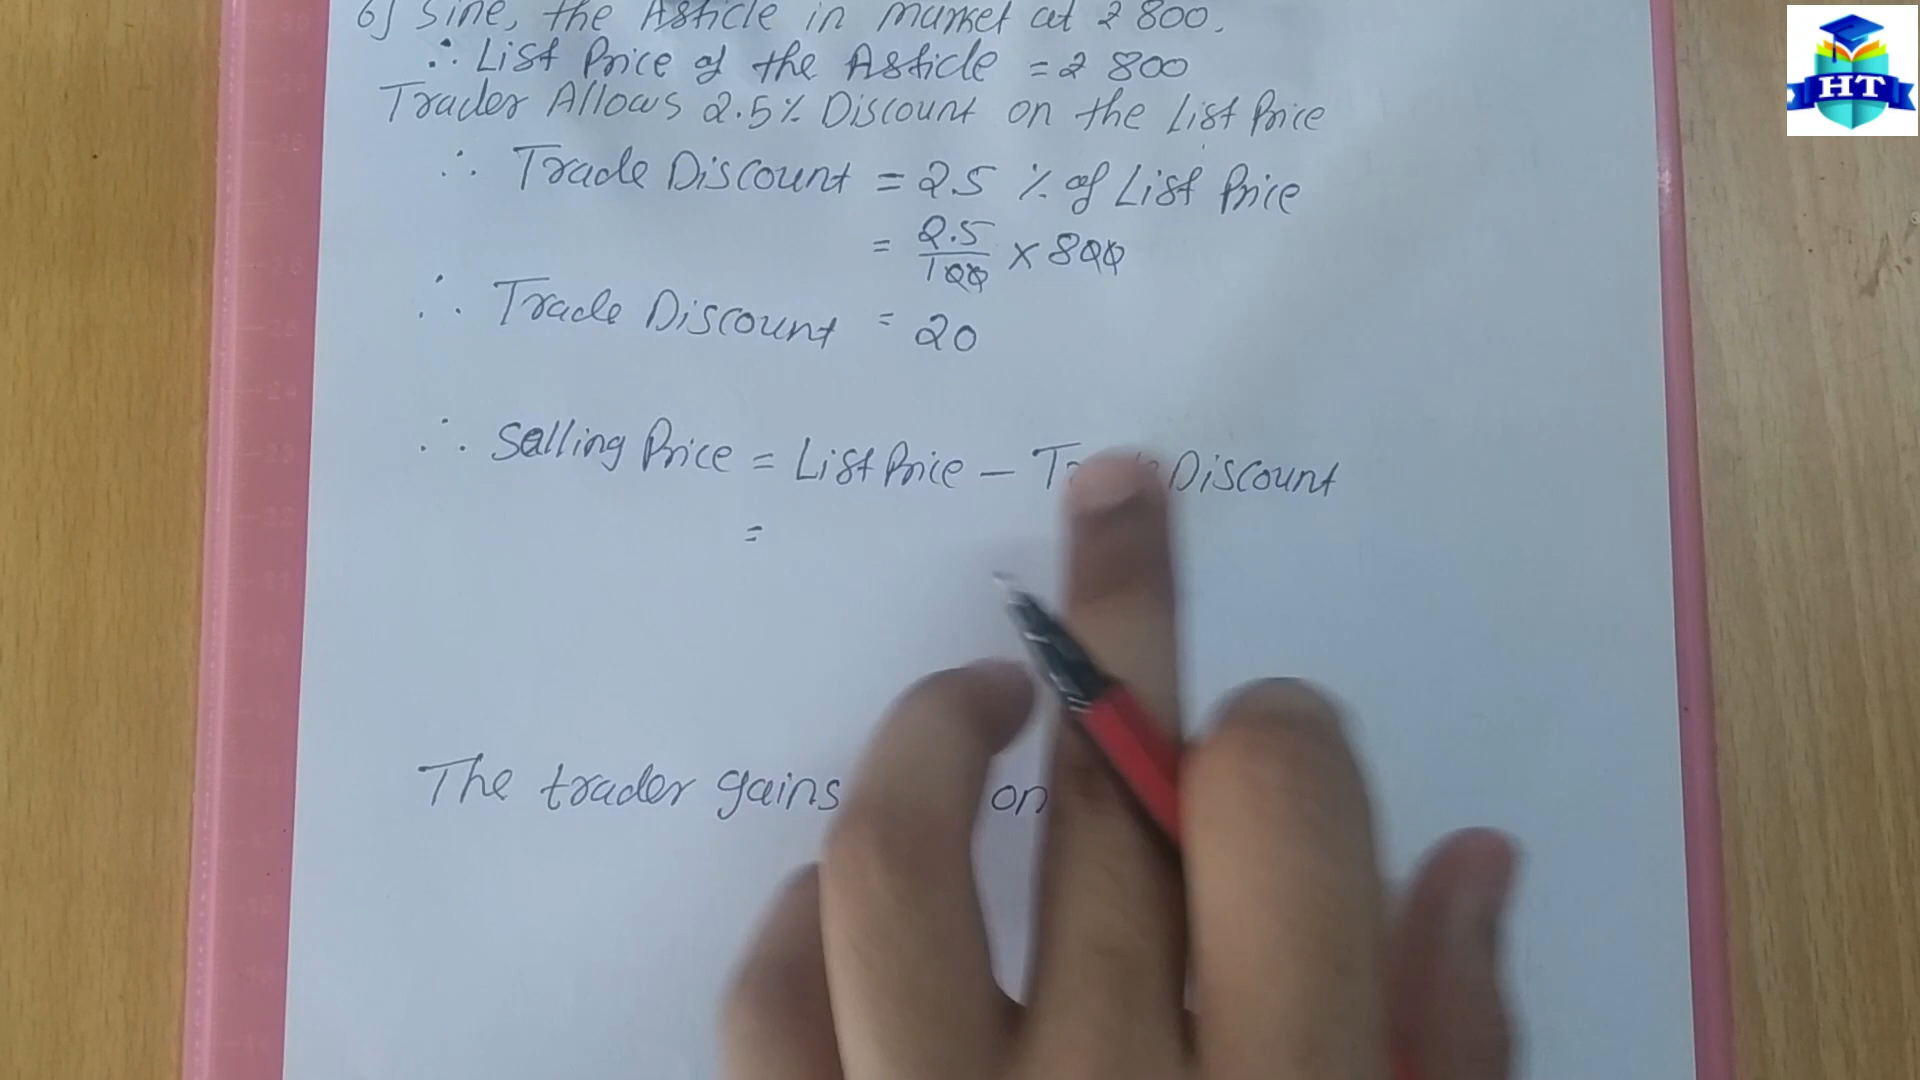 6) Sine, the Article in market at ₹ 800.
∴ List Price of the Article = ₹ 800
Trader Allows 2.5% Discount on the List Price
∴ Trade Discount = 2.5 % of List Price
= 2.5/100 × 800
∴ Trade Discount = 20
∴ Selling Price = List Price – Discount
=
The trader gains on
HT